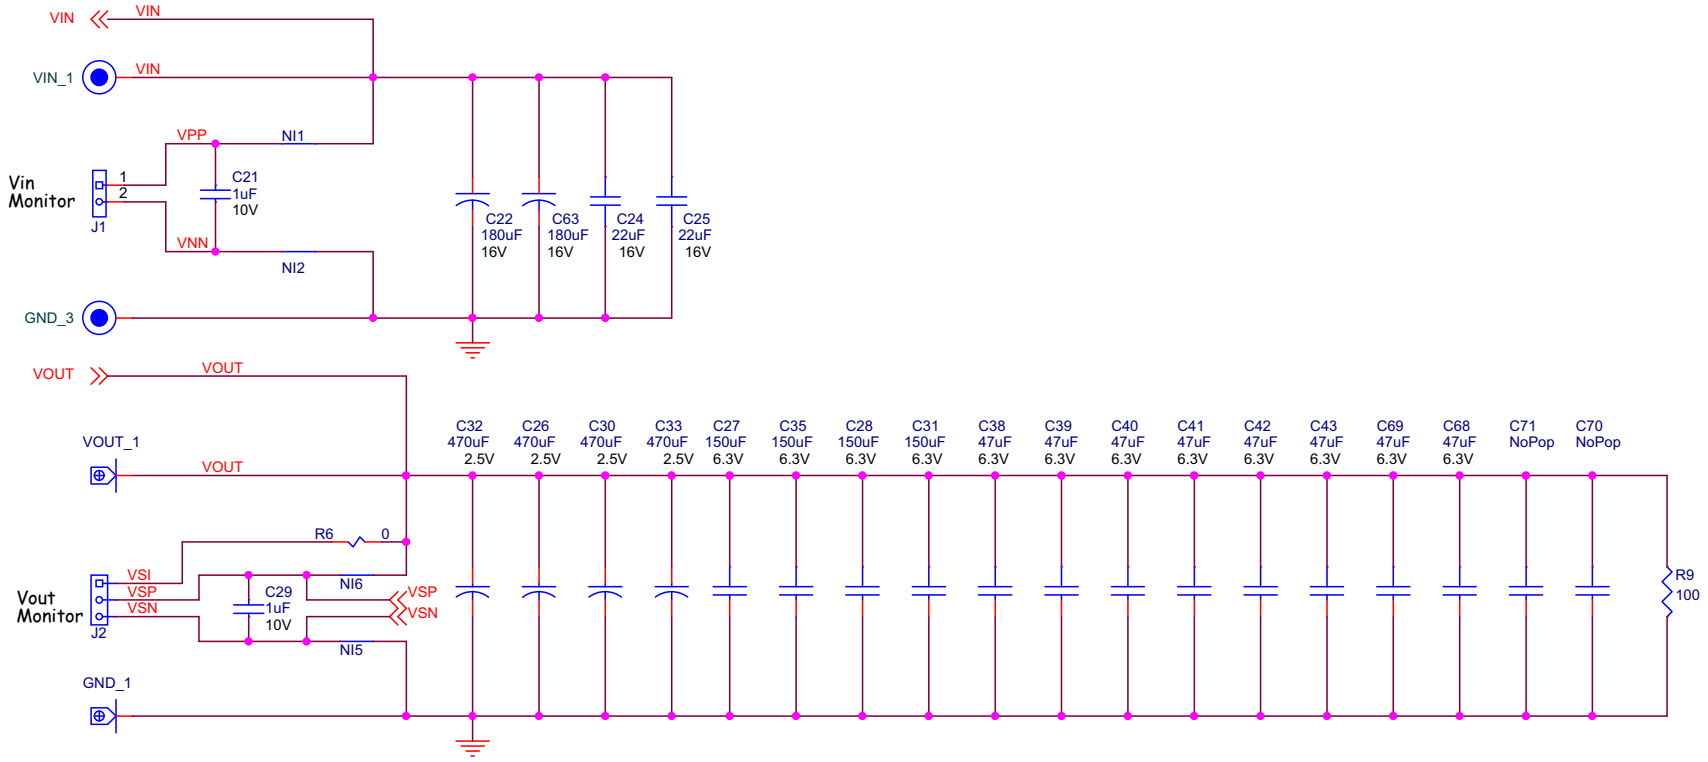 VIN
VIN
VIN_1
VIN
VPP
NI1
Vin
Monitor
1
2
J1
C21
1uF
10V
VNN
NI2
C22
180uF
16V
C63
180uF
16V
C24
22uF
16V
C25
22uF
16V
GND_3
VOUT
VOUT
VOUT_1
VOUT
C32
470uF
2.5V
C26
470uF
2.5V
C30
470uF
2.5V
C33
470uF
2.5V
C27
150uF
6.3V
C35
150uF
6.3V
C28
150uF
6.3V
C31
150uF
6.3V
C38
47uF
6.3V
C39
47uF
6.3V
C40
47uF
6.3V
C41
47uF
6.3V
C42
47uF
6.3V
C43
47uF
6.3V
C69
47uF
6.3V
C68
47uF
6.3V
C71
NoPop
C70
NoPop
R6
0
VSI
VSP
VSN
Vout
Monitor
J2
C29
1uF
10V
NI6
VSP
VSN
NI5
R9
100
GND_1